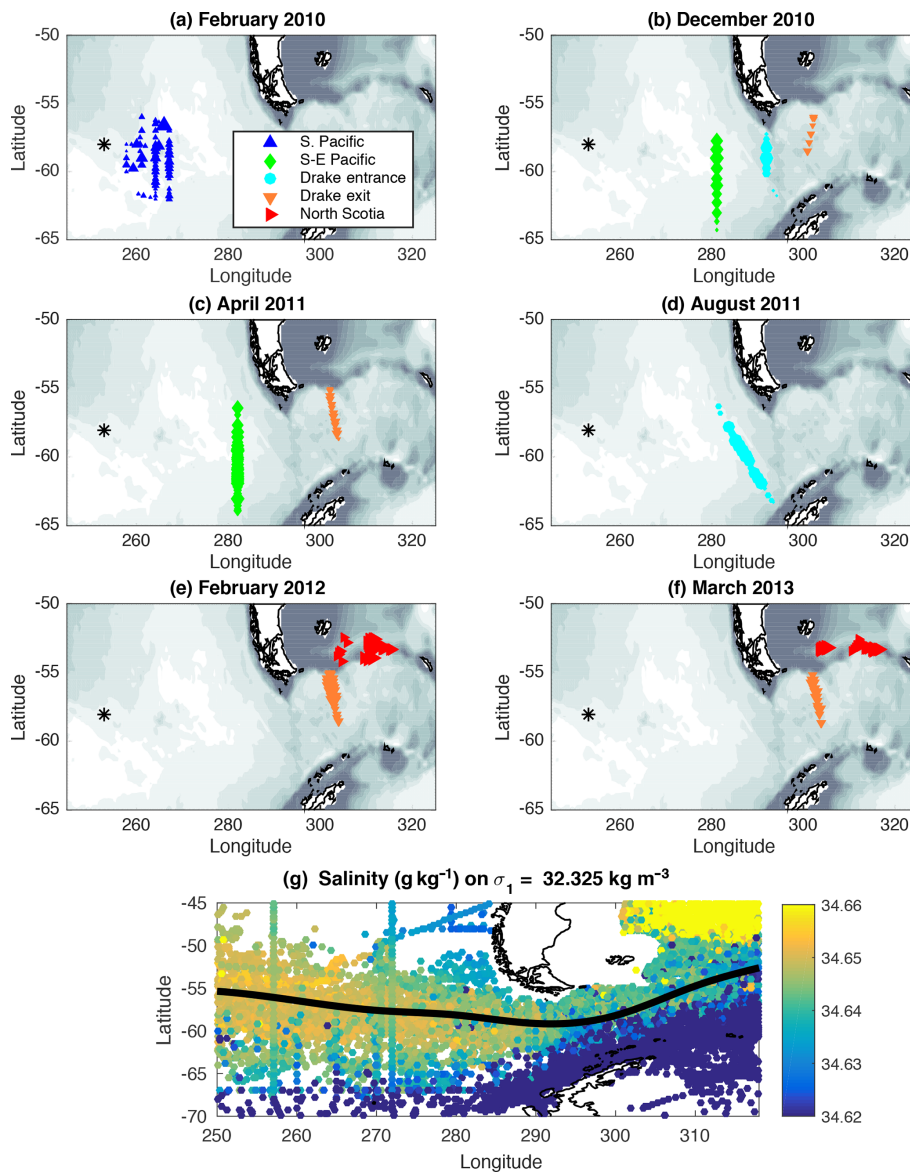 (a) February 2010
-50
-55
-60
-65
Latitude
260
280
300
320
Longitude
S. Pacific
S-E Pacific
Drake entrance
Drake exit
North Scotia
(b) December 2010
-50
-55
-60
-65
Latitude
260
280
300
320
Longitude
(c) April 2011
-50
-55
-60
-65
Latitude
260
280
300
320
Longitude
(d) August 2011
-50
-55
-60
-65
Latitude
260
280
300
320
Longitude
(e) February 2012
-50
-55
-60
-65
Latitude
260
280
300
320
Longitude
(f) March 2013
-50
-55
-60
-65
Latitude
260
280
300
320
Longitude
(g) Salinity (g kg⁻¹) on σ₁ = 32.325 kg m⁻³
-45
-50
-55
-60
-65
-70
Latitude
250
260
270
280
290
300
310
Longitude
34.66
34.65
34.64
34.63
34.62